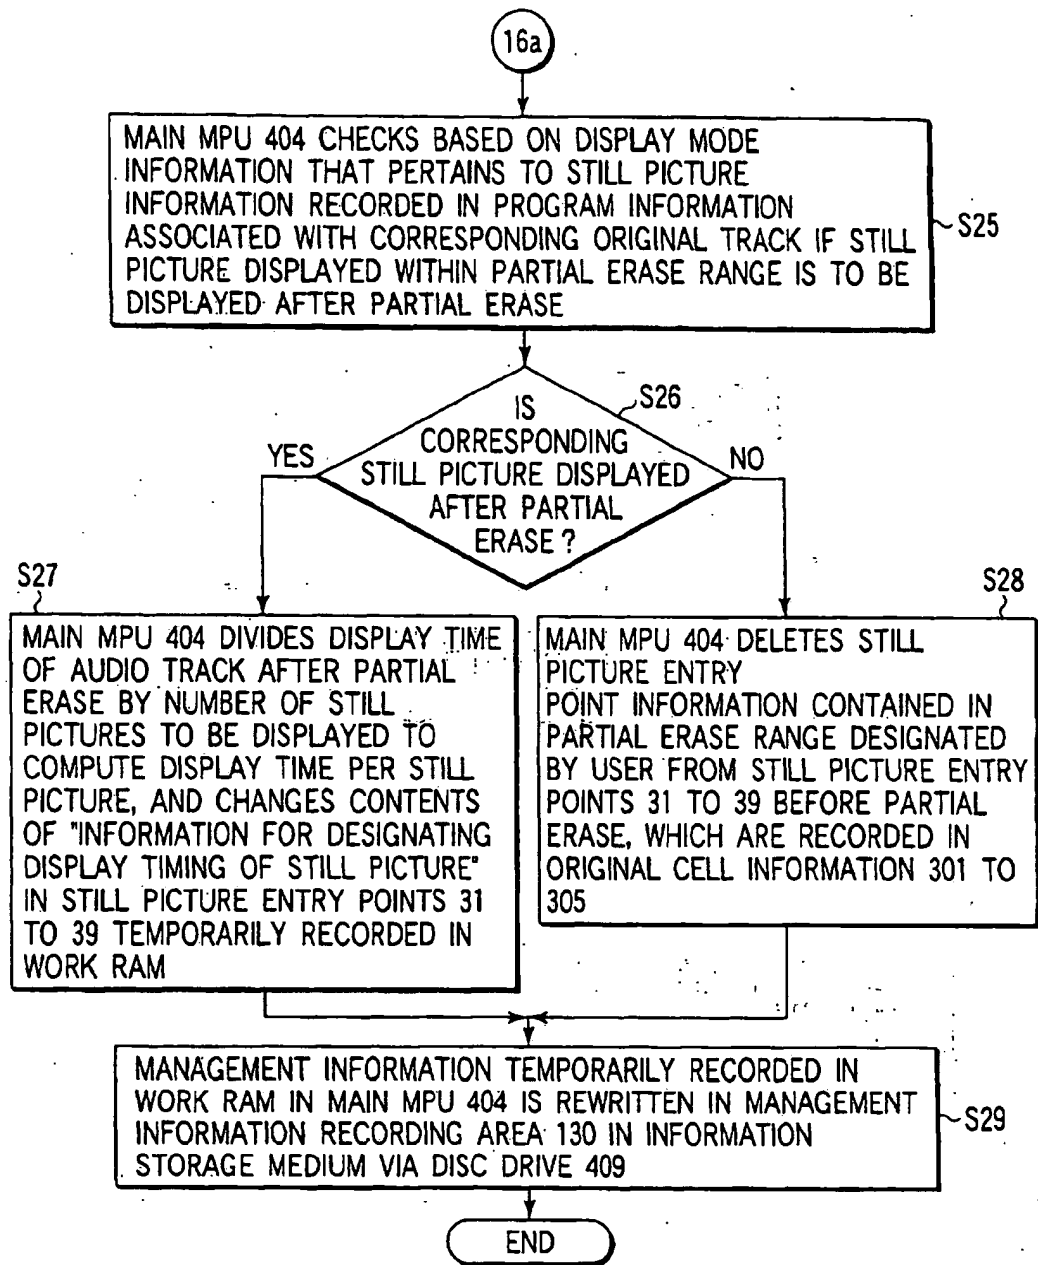 16a
MAIN MPU 404 CHECKS BASED ON DISPLAY MODE
INFORMATION THAT PERTAINS TO STILL PICTURE
INFORMATION RECORDED IN PROGRAM INFORMATION
ASSOCIATED WITH CORRESPONDING ORIGINAL TRACK IF STILL
PICTURE DISPLAYED WITHIN PARTIAL ERASE RANGE IS TO BE
DISPLAYED AFTER PARTIAL ERASE
S25
S26
IS
CORRESPONDING
STILL PICTURE DISPLAYED
AFTER PARTIAL
ERASE?
YES
NO
S27
MAIN MPU 404 DIVIDES DISPLAY TIME
OF AUDIO TRACK AFTER PARTIAL
ERASE BY NUMBER OF STILL
PICTURES TO BE DISPLAYED TO
COMPUTE DISPLAY TIME PER STILL
PICTURE, AND CHANGES CONTENTS
OF "INFORMATION FOR DESIGNATING
DISPLAY TIMING OF STILL PICTURE"
IN STILL PICTURE ENTRY POINTS 31
TO 39 TEMPORARILY RECORDED IN
WORK RAM
S28
MAIN MPU 404 DELETES STILL
PICTURE ENTRY
POINT INFORMATION CONTAINED IN
PARTIAL ERASE RANGE DESIGNATED
BY USER FROM STILL PICTURE ENTRY
POINTS 31 TO 39 BEFORE PARTIAL
ERASE, WHICH ARE RECORDED IN
ORIGINAL CELL INFORMATION 301 TO
305
MANAGEMENT INFORMATION TEMPORARILY RECORDED IN
WORK RAM IN MAIN MPU 404 IS REWRITTEN IN MANAGEMENT
INFORMATION RECORDING AREA 130 IN INFORMATION
STORAGE MEDIUM VIA DISC DRIVE 409
S29
END